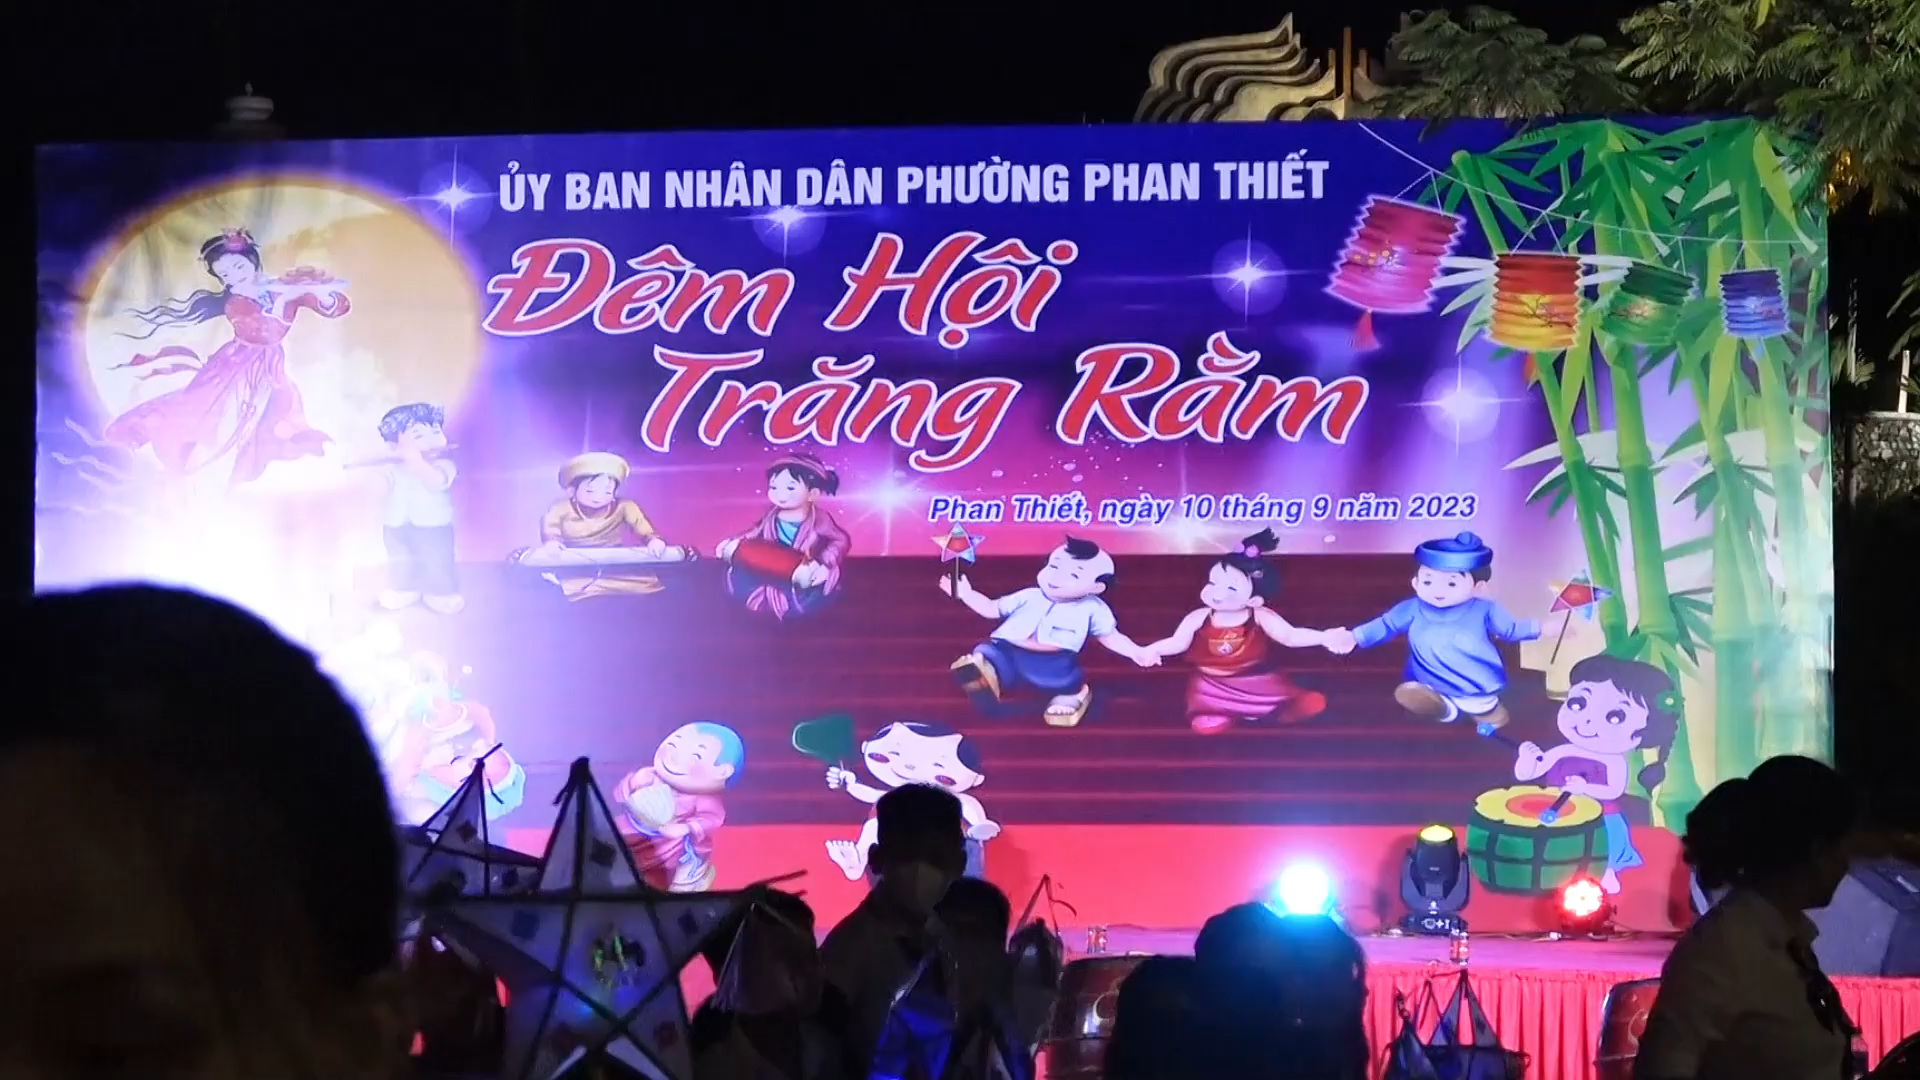 ỦY BAN NHÂN DÂN PHƯỜNG PHAN THIẾT
Đêm Hội
Trăng Rằm
Phan Thiết, ngày 10 tháng 9 năm 2023